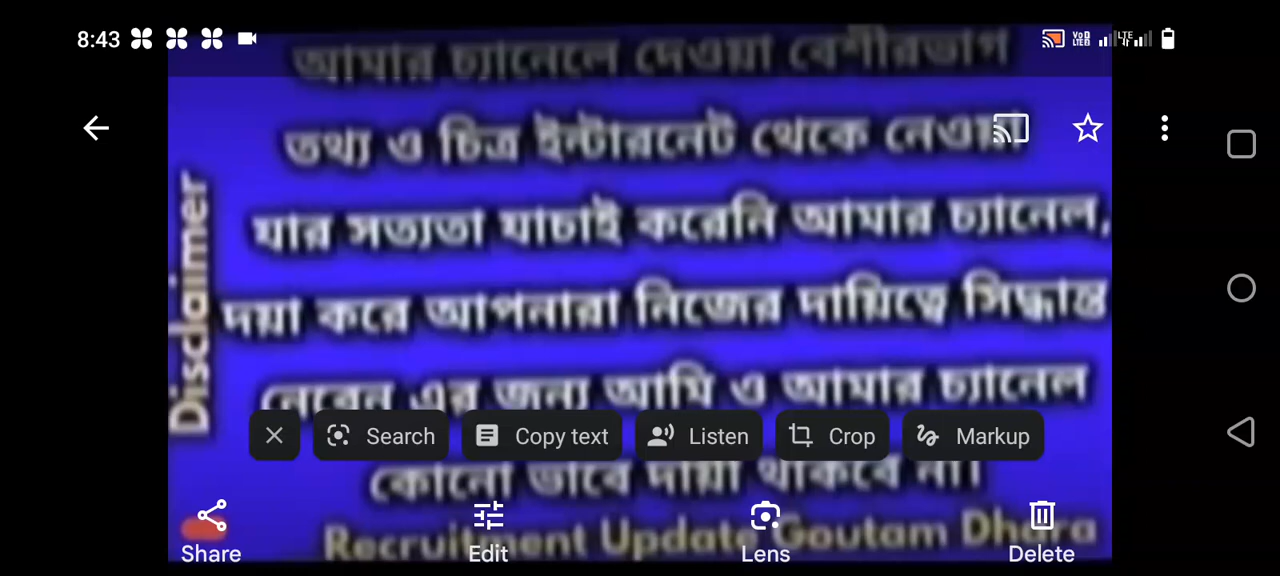 8:43
আমার চ্যানেলে দেওয়া বেশীরভাগ
তথ্য ও চিত্র ইন্টারনেট থেকে নেওয়া
যার সত্যতা যাচাই করেনি আমার চ্যানেল,
দয়া করে আপনারা নিজের দায়িত্বে সিদ্ধান্ত
নেবেন এর জন্য আমি ও আমার চ্যানেল
কোনো ভাবে দায়ী থাকবে না।
Disclaimer
Search Copy text Listen Crop Markup
Recruitment Update Goutam Dhara
Share Edit Lens Delete